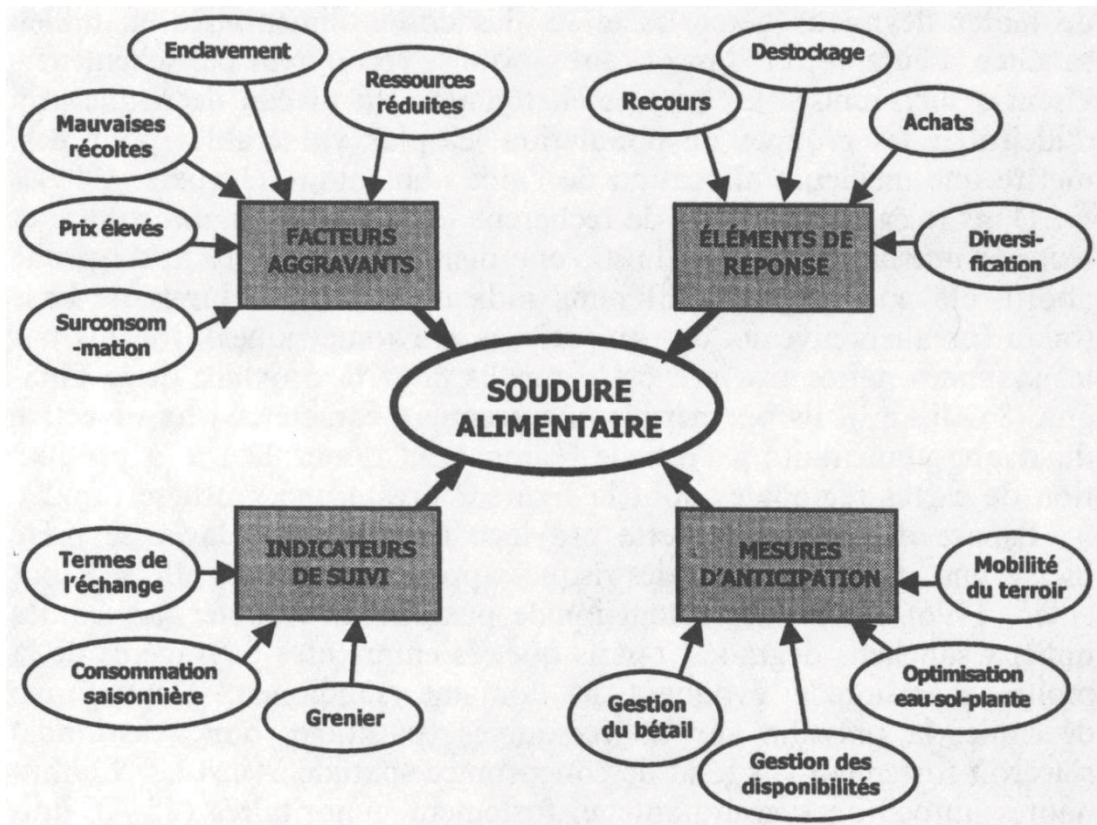 Enclavement
Ressources
réduites
Mauvaises
récoltes
Prix élevés
Surconsom
-mation
FACTEURS
AGGRAVANTS
Destockage
Recours
Achats
Diversi-
fication
ÉLÉMENTS DE
RÉPONSE
SOUDURE
ALIMENTAIRE
INDICATEURS
DE SUIVI
Termes de
l'échange
Consommation
saisonnière
Grenier
MESURES
D'ANTICIPATION
Mobilité
du terroir
Optimisation
eau-sol-plante
Gestion
du bétail
Gestion des
disponibilités